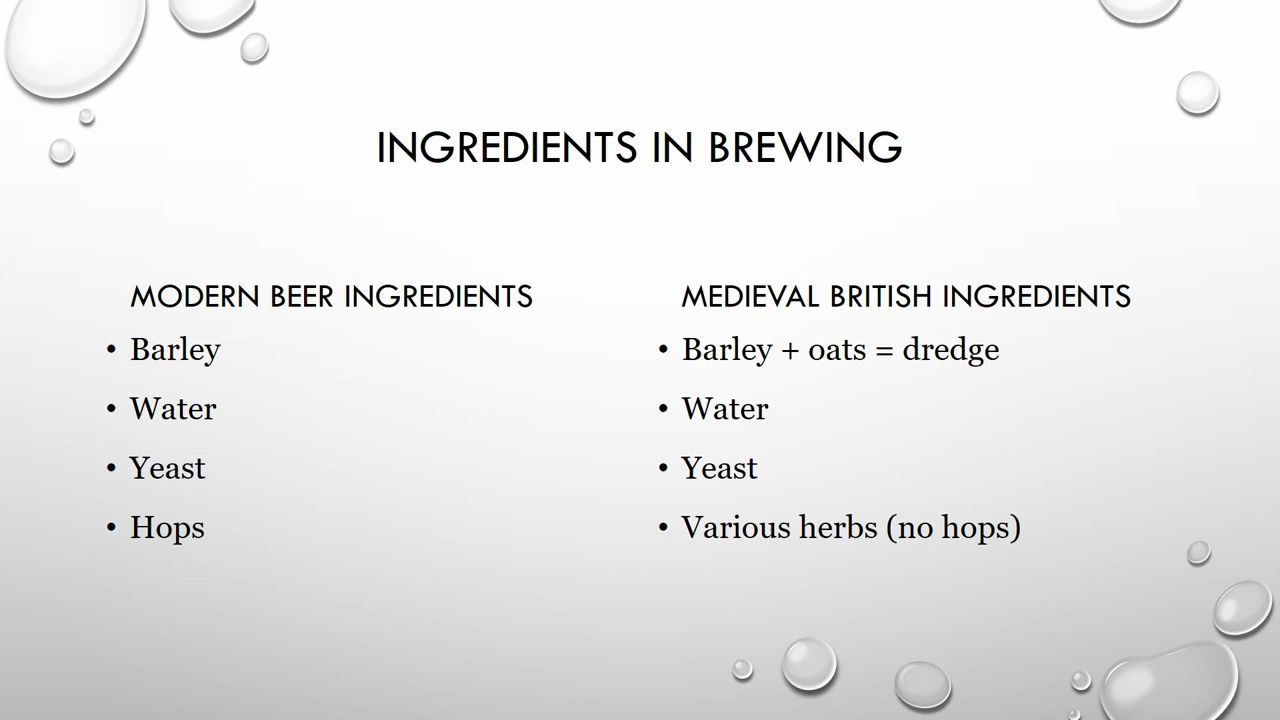 INGREDIENTS IN BREWING
MODERN BEER INGREDIENTS
• Barley
• Water
• Yeast
• Hops
MEDIEVAL BRITISH INGREDIENTS
• Barley + oats = dredge
• Water
• Yeast
• Various herbs (no hops)